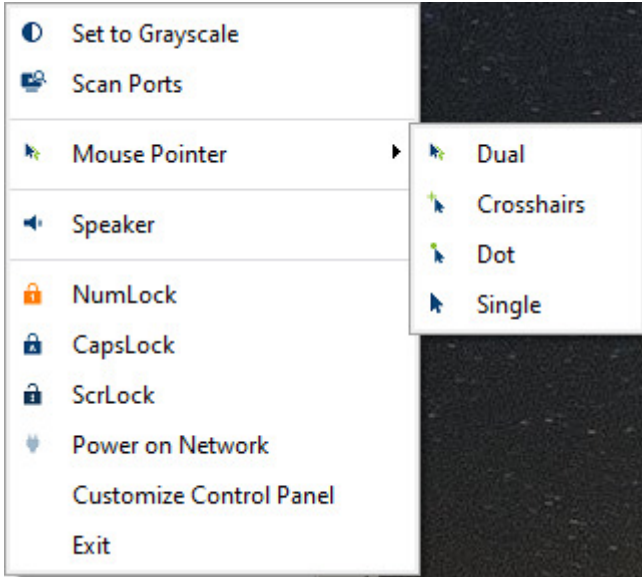 Set to Grayscale
Scan Ports
Mouse Pointer
Dual
Crosshairs
Dot
Single
Speaker
NumLock
CapsLock
ScrLock
Power on Network
Customize Control Panel
Exit